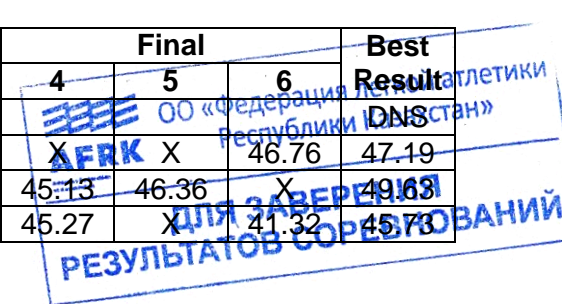 Final Best
4 5 6 Result
DNS
X X 46.76 47.19
45.13 46.36 X 49.63
45.27 X 41.32 45.73
ОО «Федерация легкой атлетики
Республики Казахстан»
AFRK
ДЛЯ ЗАВЕРЕНИЯ
РЕЗУЛЬТАТОВ СОРЕВНОВАНИЙ